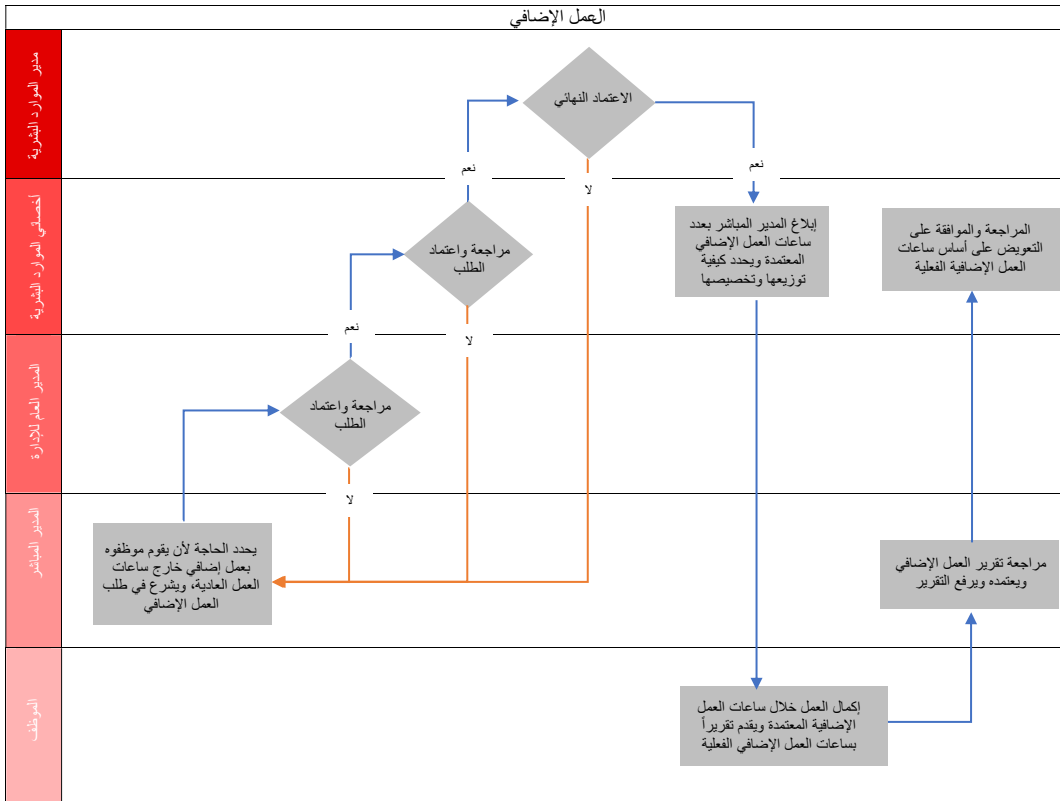 العمل الإضافي
مدير الموارد البشرية
الاعتماد النهائي
نعم
نعم
لا
أخصائي الموارد البشرية
مراجعة واعتماد
الطلب
إبلاغ المدير المباشر بعدد
ساعات العمل الإضافي
المعتمدة ويحدد كيفية
توزيعها وتخصيصها
المراجعة والموافقة على
التعويض على أساس ساعات
العمل الإضافية الفعلية
نعم
لا
المدير العام للإدارة
مراجعة واعتماد
الطلب
لا
المدير المباشر
يحدد الحاجة لأن يقوم موظفوه
بعمل إضافي خارج ساعات
العمل العادية، ويشرع في طلب
العمل الإضافي
مراجعة تقرير العمل الإضافي
ويعتمده ويرفع التقرير
الموظف
إكمال العمل خلال ساعات العمل
الإضافية المعتمدة ويقدم تقريراً
بساعات العمل الإضافي الفعلية